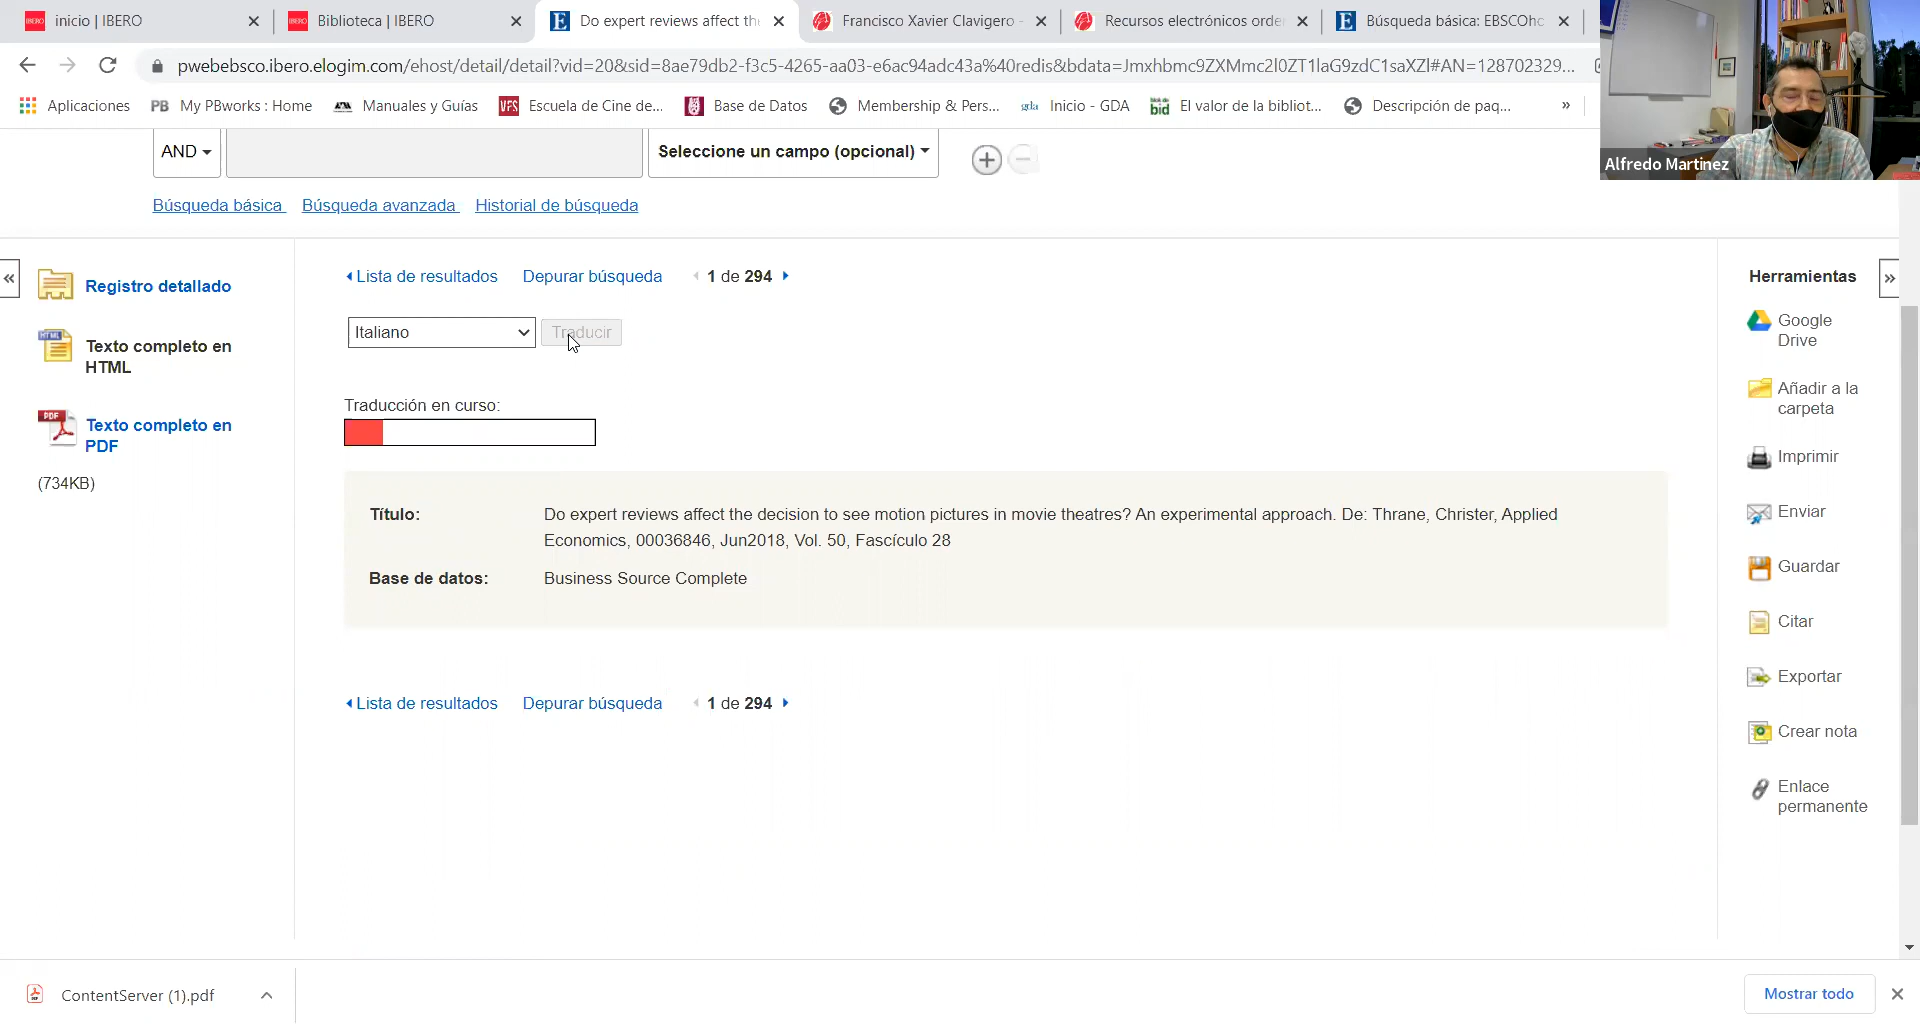 inicio | IBERO
Biblioteca | IBERO
Do expert reviews affect the
Francisco Xavier Clavigero -
Recursos electrónicos orde
Búsqueda básica: EBSCOho
pwebebsco.ibero.elogim.com/ehost/detail/detail?vid=20&sid=8ae79db2-f3c5-4265-aa03-e6ac94adc43a%40redis&bdata=Jmxhbmc9ZXMmc2l0ZT1laG9zdC1saXZl#AN=128702329...
Aplicaciones
PB My PBworks : Home
Manuales y Guías
VFS Escuela de Cine de...
Base de Datos
Membership & Pers...
gda Inicio - GDA
bid El valor de la bibliot...
Descripción de paq...
»
Alfredo Martinez
AND
Seleccione un campo (opcional)
Búsqueda básica
Búsqueda avanzada
Historial de búsqueda
«
Registro detallado
HTML
Texto completo en
HTML
PDF
Texto completo en
PDF
(734KB)
Lista de resultados
Depurar búsqueda
1 de 294
Italiano
Traducir
Traducción en curso:
Título:
Do expert reviews affect the decision to see motion pictures in movie theatres? An experimental approach. De: Thrane, Christer, Applied
Economics, 00036846, Jun2018, Vol. 50, Fascículo 28
Base de datos:
Business Source Complete
Lista de resultados
Depurar búsqueda
1 de 294
Herramientas
»
Google
Drive
Añadir a la
carpeta
Imprimir
Enviar
Guardar
Citar
Exportar
Crear nota
Enlace
permanente
ContentServer (1).pdf
Mostrar todo